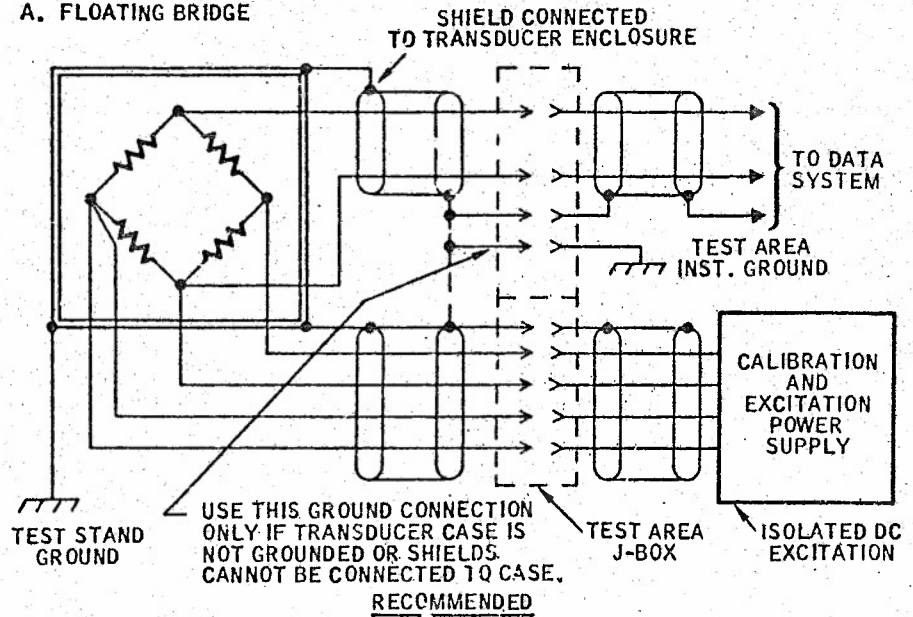 A. FLOATING BRIDGE
SHIELD CONNECTED
TO TRANSDUCER ENCLOSURE
TO DATA
SYSTEM
TEST AREA
INST. GROUND
CALIBRATION
AND
EXCITATION
POWER
SUPPLY
TEST STAND
GROUND
USE THIS GROUND CONNECTION
ONLY IF TRANSDUCER CASE IS
NOT GROUNDED OR SHIELDS
CANNOT BE CONNECTED TO CASE.
TEST AREA
J-BOX
ISOLATED DC
EXCITATION
RECOMMENDED